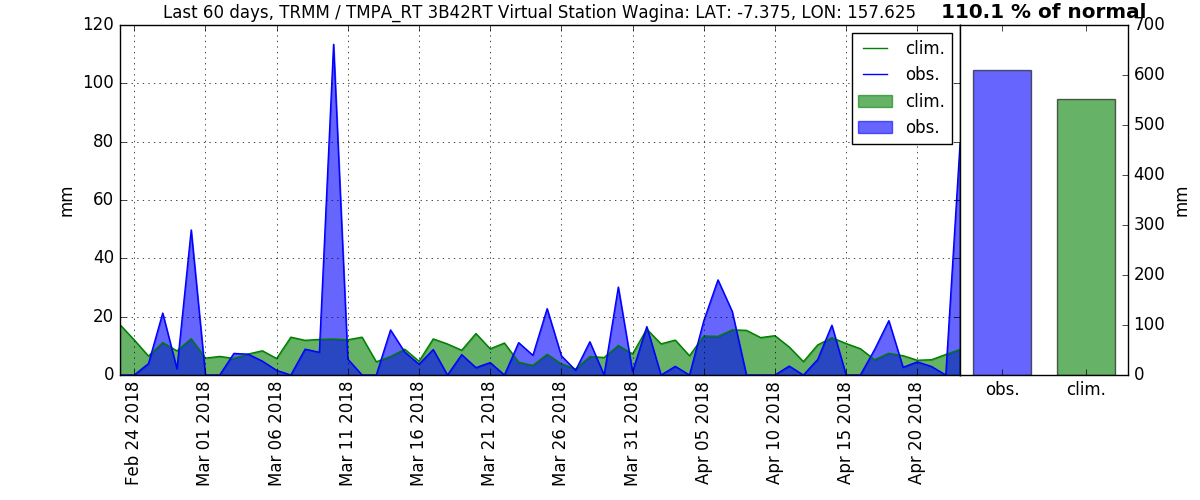 Last 60 days, TRMM / TMPA_RT 3B42RT Virtual Station Wagina: LAT: -7.375, LON: 157.625
110.1 % of normal
120
100
80
60
40
20
0
mm
clim.
obs.
clim.
obs.
700
600
500
400
300
200
100
0
mm
obs.
clim.
Feb 24 2018
Mar 01 2018
Mar 06 2018
Mar 11 2018
Mar 16 2018
Mar 21 2018
Mar 26 2018
Mar 31 2018
Apr 05 2018
Apr 10 2018
Apr 15 2018
Apr 20 2018